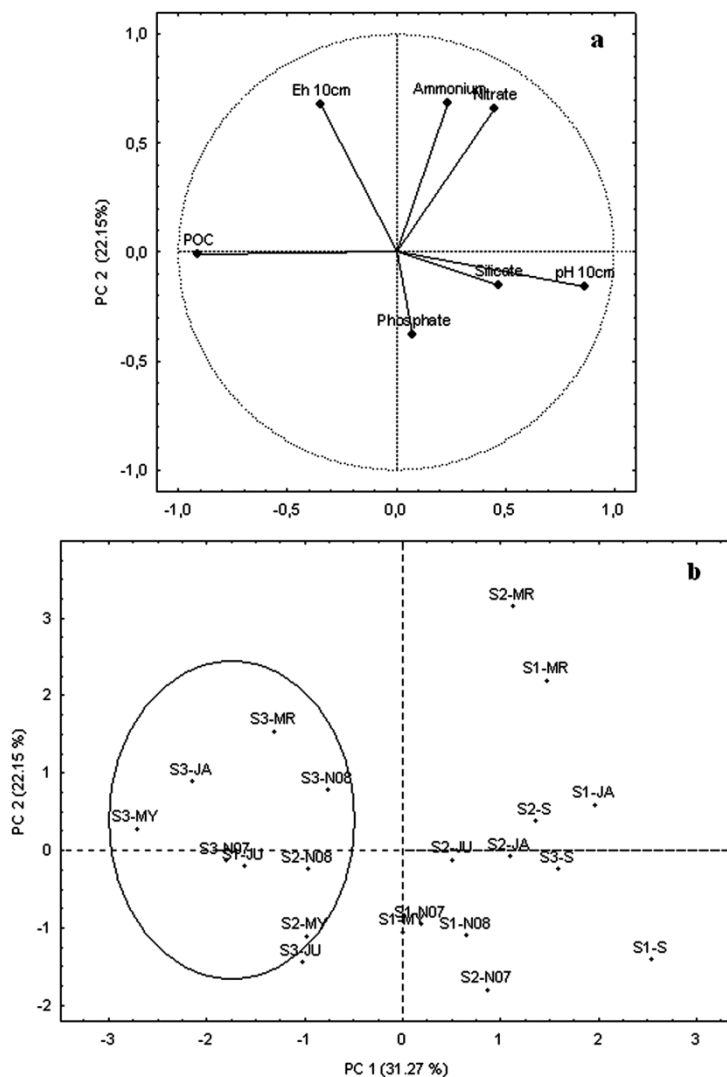 a
1,0
Eh 10cm
Ammonium
Nitrate
0,5
PC 2 (22.15%)
POC
0,0
Silicate
pH 10cm
Phosphate
-0,5
-1,0
-1,0
-0,5
0,0
0,5
1,0
b
S2-MR
3
S1-MR
2
S3-MR
S3-JA
S3-N08
S1-JA
1
PC 2 (22.15 %)
S3-MY
S2-S
S3-N07
S1-JU
S2-N08
S2-JU
S2-JA
S3-S
0
S2-MY
S1-MY
S1-N07
S1-N08
-1
S3-JU
S1-S
S2-N07
-2
-3
-2
-1
0
1
2
3
PC 1 (31.27 %)